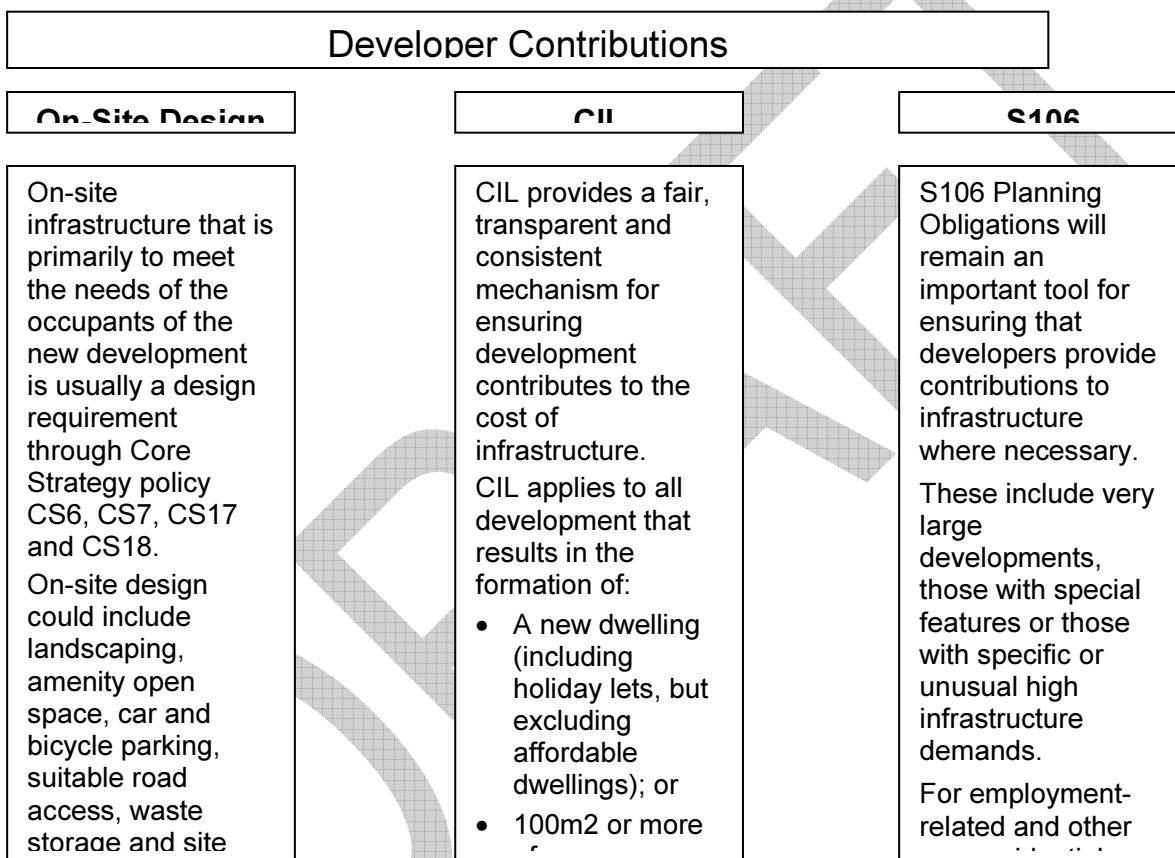 Developer Contributions
On-Site Design
CIL
S106
On-site
infrastructure that is
primarily to meet
the needs of the
occupants of the
new development
is usually a design
requirement
through Core
Strategy policy
CS6, CS7, CS17
and CS18.
On-site design
could include
landscaping,
amenity open
space, car and
bicycle parking,
suitable road
access, waste
storage and site
CIL provides a fair,
transparent and
consistent
mechanism for
ensuring
development
contributes to the
cost of
infrastructure.
CIL applies to all
development that
results in the
formation of:
• A new dwelling
(including
holiday lets, but
excluding
affordable
dwellings); or
• 100m2 or more
S106 Planning
Obligations will
remain an
important tool for
ensuring that
developers provide
contributions to
infrastructure
where necessary.
These include very
large
developments,
those with special
features or those
with specific or
unusual high
infrastructure
demands.
For employment-
related and other